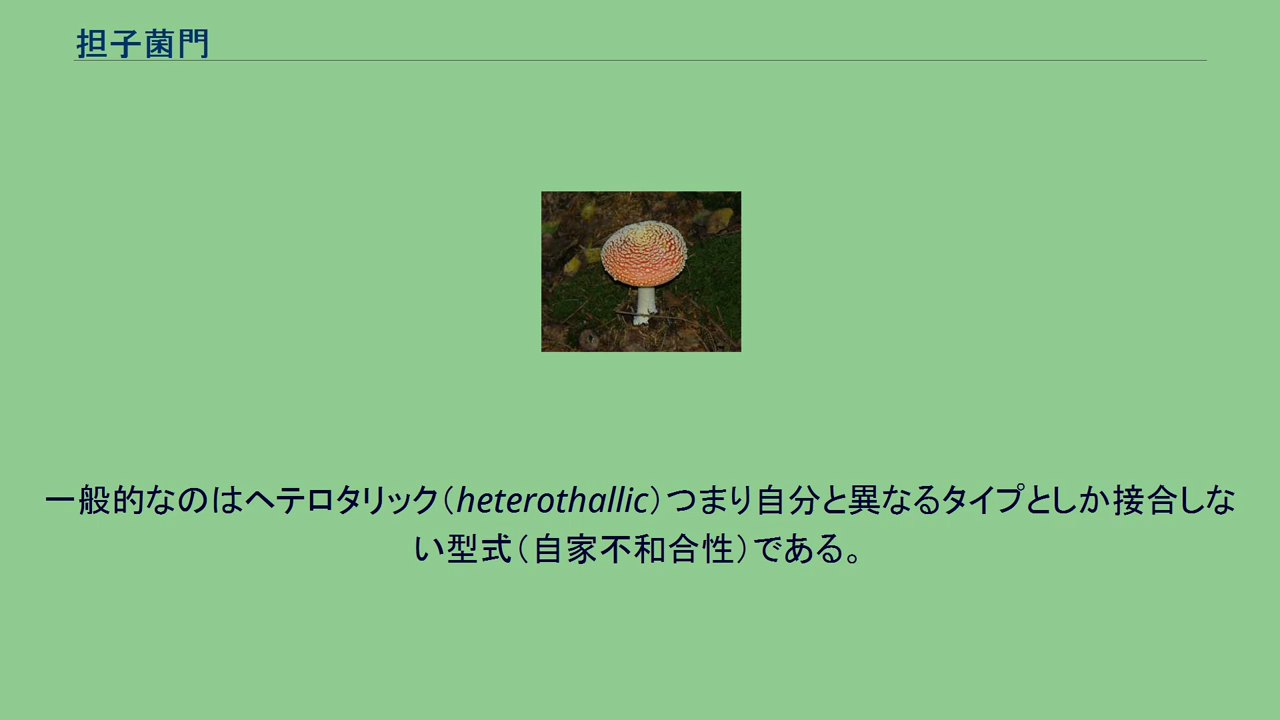 担子菌門
一般的なのはヘテロタリック（heterothallic）つまり自分と異なるタイプとしか接合しな
い型式（自家不和合性）である。